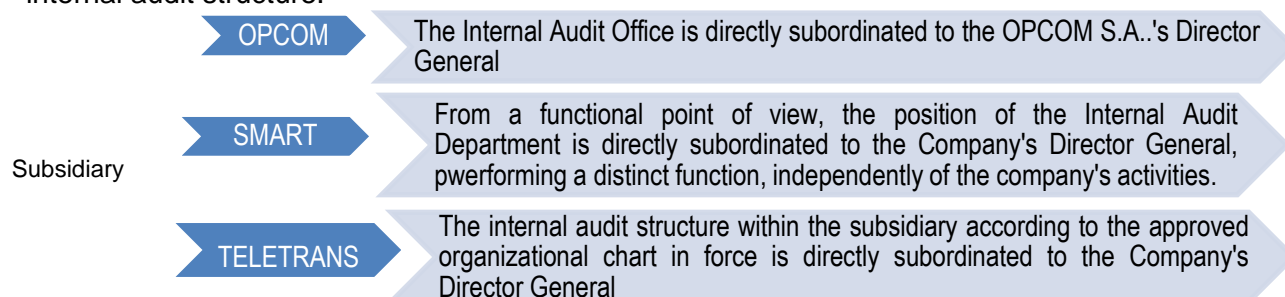 internal audit structure.
OPCOM
The Internal Audit Office is directly subordinated to the OPCOM S.A..'s Director
General
SMART
From a functional point of view, the position of the Internal Audit
Department is directly subordinated to the Company's Director General,
pwerforming a distinct function, independently of the company's activities.
Subsidiary
TELETRANS
The internal audit structure within the subsidiary according to the approved
organizational chart in force is directly subordinated to the Company's
Director General